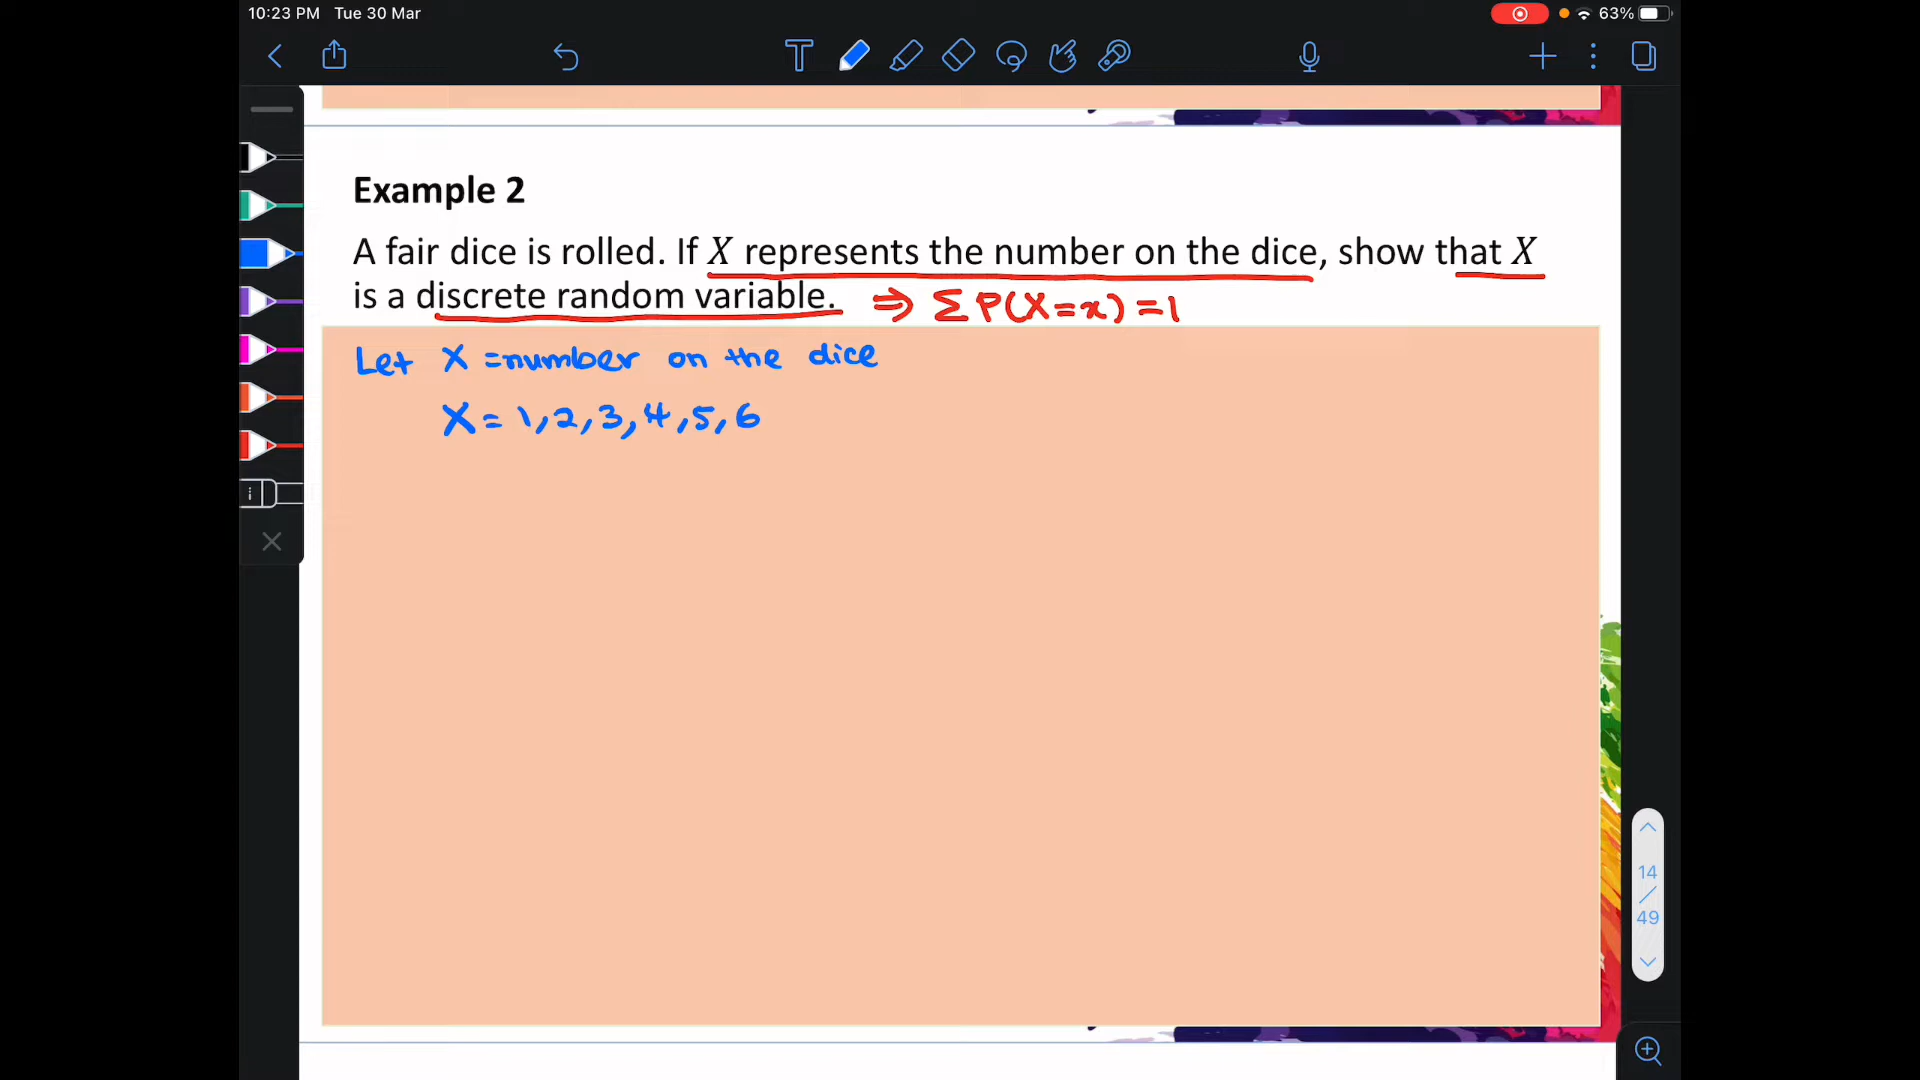 10:23 PM Tue 30 Mar
63%
Example 2
A fair dice is rolled. If X represents the number on the dice, show that X
is a discrete random variable. ⇒ Σ P(X=x) = 1
Let X = number on the dice
X = 1, 2, 3, 4, 5, 6
14
/
49